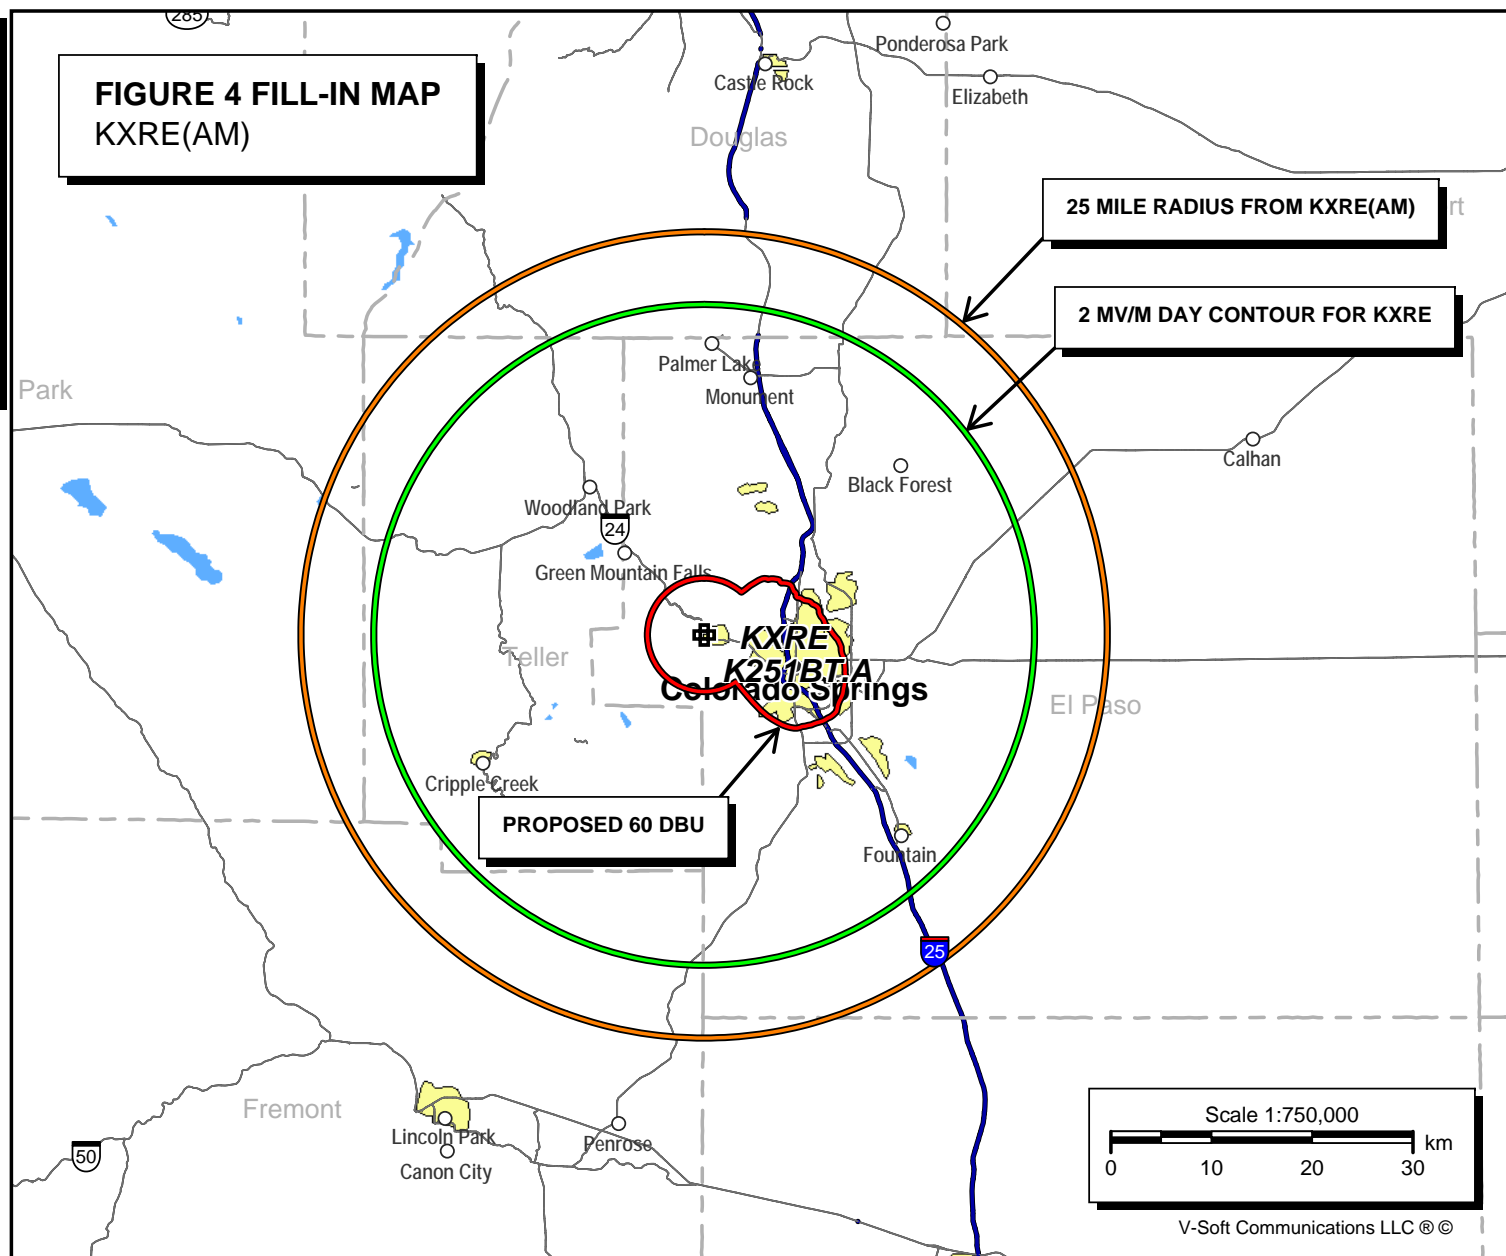 285
Ponderosa Park
FIGURE 4 FILL-IN MAP
KXRE(AM)
Castle Rock
Elizabeth
Douglas
25 MILE RADIUS FROM KXRE(AM)
rt
2 MV/M DAY CONTOUR FOR KXRE
Palmer Lake
Park
Monument
Calhan
Black Forest
Woodland Park
24
Green Mountain Falls
KXRE
Teller
K251BT.A
Colorado Springs
El Paso
Cripple Creek
PROPOSED 60 DBU
Fountain
25
Fremont
Scale 1:750,000
Lincoln Park
Penrose
km
50
Canon City
0 10 20 30
V-Soft Communications LLC ® ©